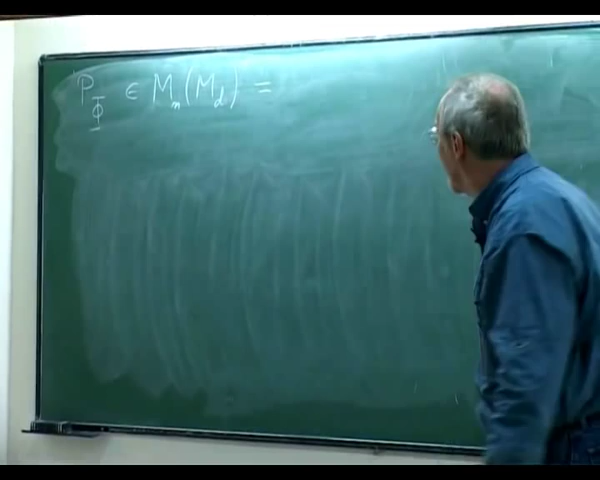 P_Φ ∈ M_n(M_d) =